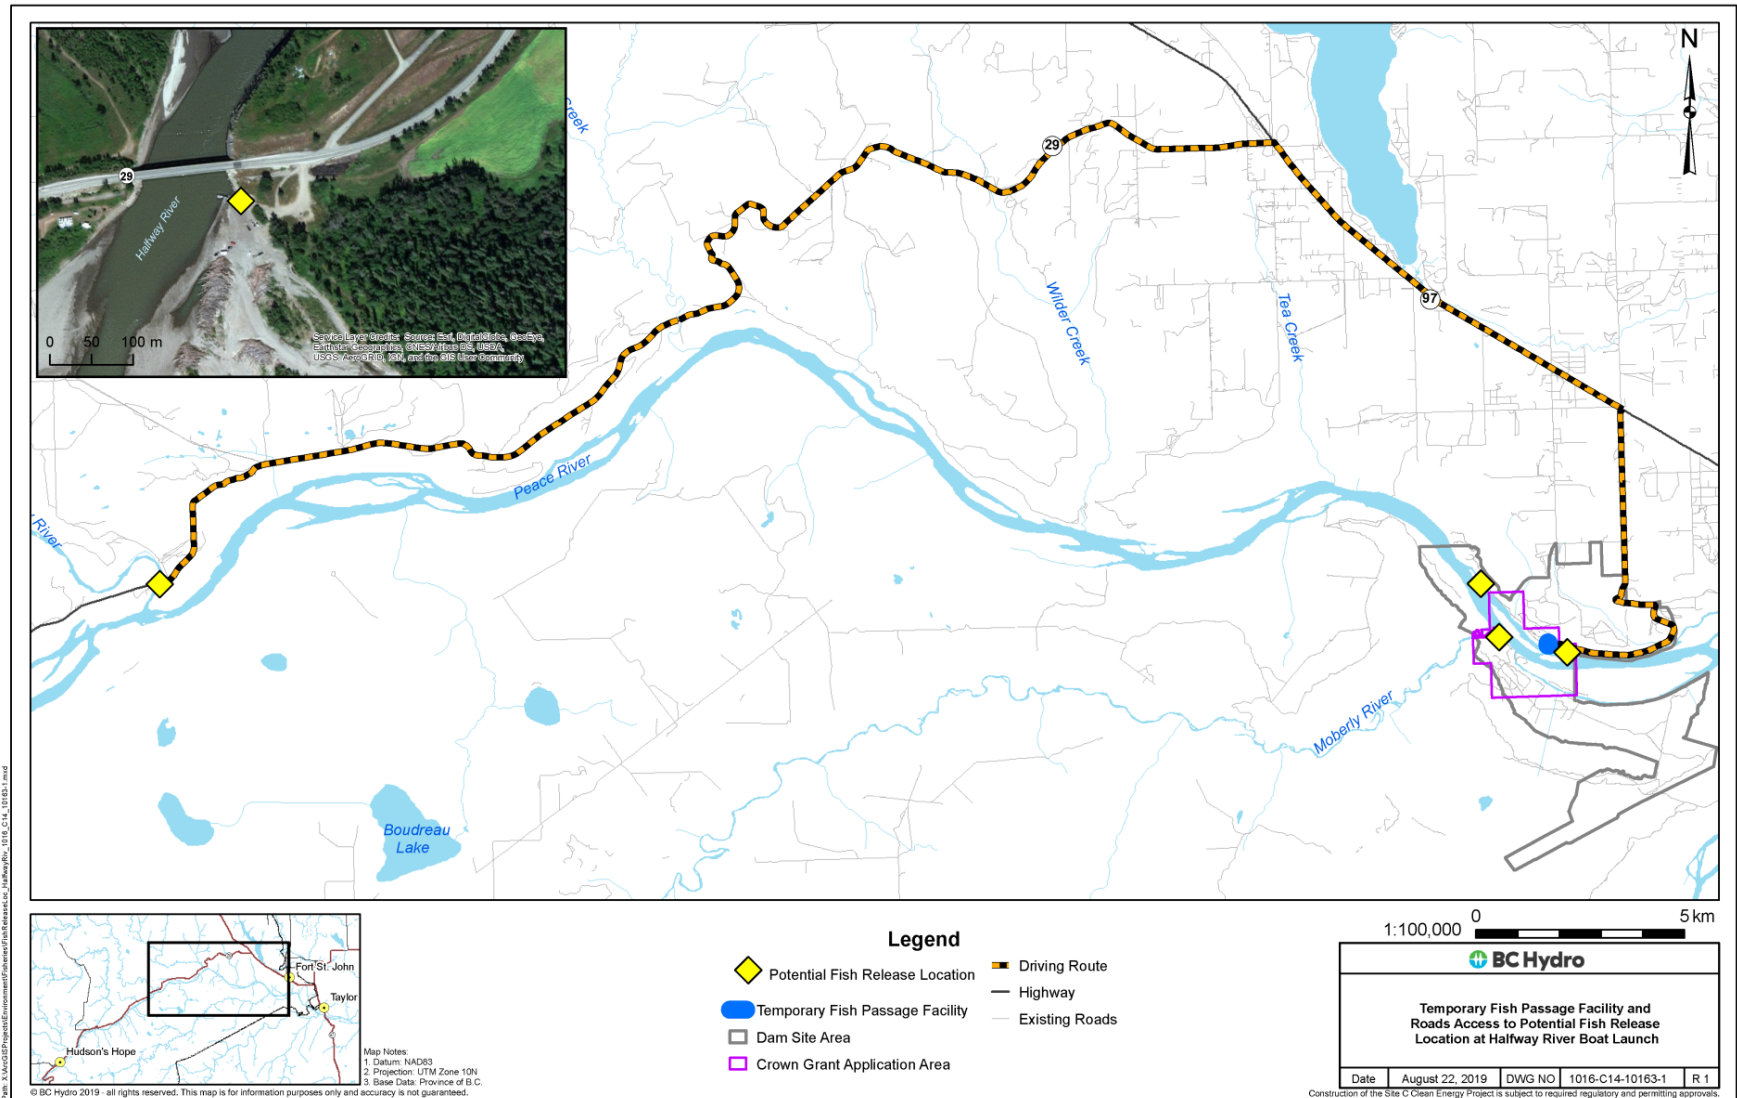 N
Creek
29
29
Halfway River
0 50 100 m
Service Layer Credits: Source: Esri, DigitalGlobe, GeoEye,
Earthstar Geographics, CNES/Airbus DS, USDA,
USGS, AeroGRID, IGN, and the GIS User Community
97
Wilder Creek
Tea Creek
Peace River
River
Moberly River
Boudreau
Lake
Fort St. John
Taylor
Hudson's Hope
Map Notes:
1. Datum: NAD83
2. Projection: UTM Zone 10N
3. Base Data: Province of B.C.
© BC Hydro 2019 - all rights reserved. This map is for information purposes only and accuracy is not guaranteed.
Legend
Potential Fish Release Location
Temporary Fish Passage Facility
Dam Site Area
Crown Grant Application Area
Driving Route
Highway
Existing Roads
1:100,000
0 5 km
BC Hydro
Temporary Fish Passage Facility and
Roads Access to Potential Fish Release
Location at Halfway River Boat Launch
Date August 22, 2019 DWG NO 1016-C14-10163-1 R 1
Construction of the Site C Clean Energy Project is subject to required regulatory and permitting approvals.